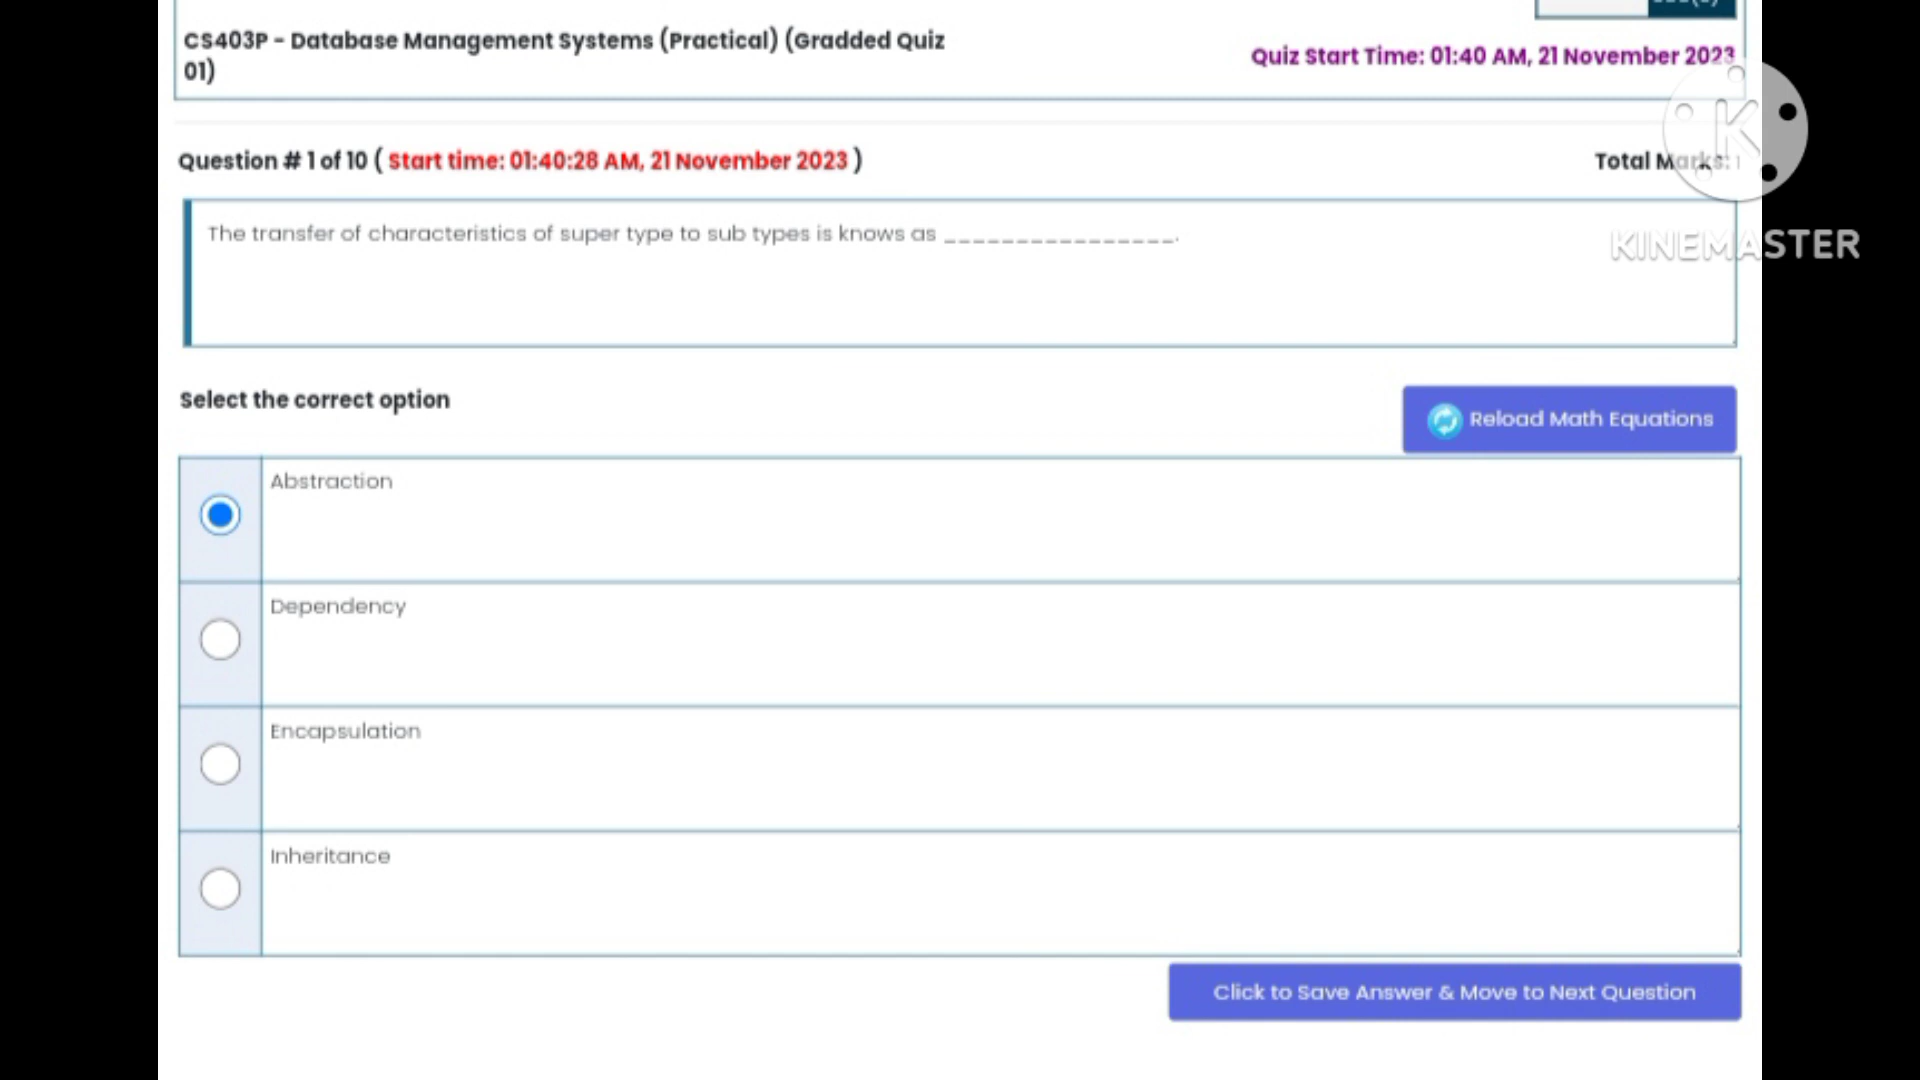 CS403P - Database Management Systems (Practical) (Gradded Quiz
01)
Quiz Start Time: 01:40 AM, 21 November 2023
Question # 1 of 10 ( Start time: 01:40:28 AM, 21 November 2023 )
Total Marks: 1
K
KINEMASTER
The transfer of characteristics of super type to sub types is knows as ________________.
Select the correct option
Reload Math Equations
Abstraction
Dependency
Encapsulation
Inheritance
Click to Save Answer & Move to Next Question